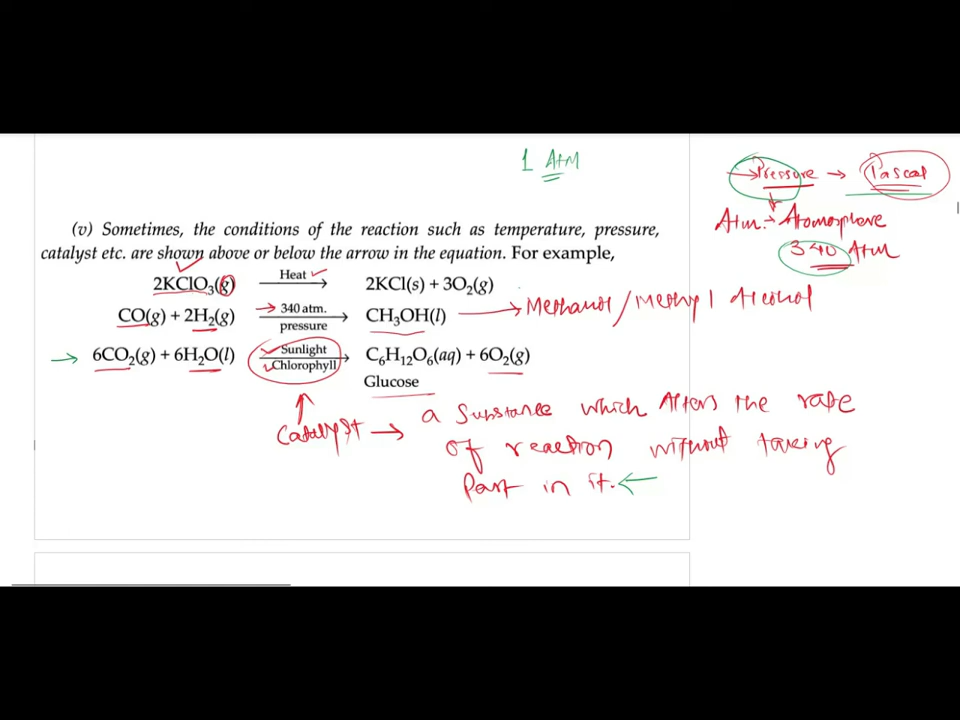 1 Atm
Pressure → Pascal
Atm. → Atomosphere
340 Atm
(v) Sometimes, the conditions of the reaction such as temperature, pressure,
catalyst etc. are shown above or below the arrow in the equation. For example,
2KClO₃(g) Heat → 2KCl(s) + 3O₂(g)
CO(g) + 2H₂(g) 340 atm. pressure → CH₃OH(l) → Methanol / Methyl Alcohol
→ 6CO₂(g) + 6H₂O(l) Sunlight Chlorophyll → C₆H₁₂O₆(aq) + 6O₂(g)
Glucose
Catalyst → a substance which Alters the rate
of reaction without taking
Part in it. ←